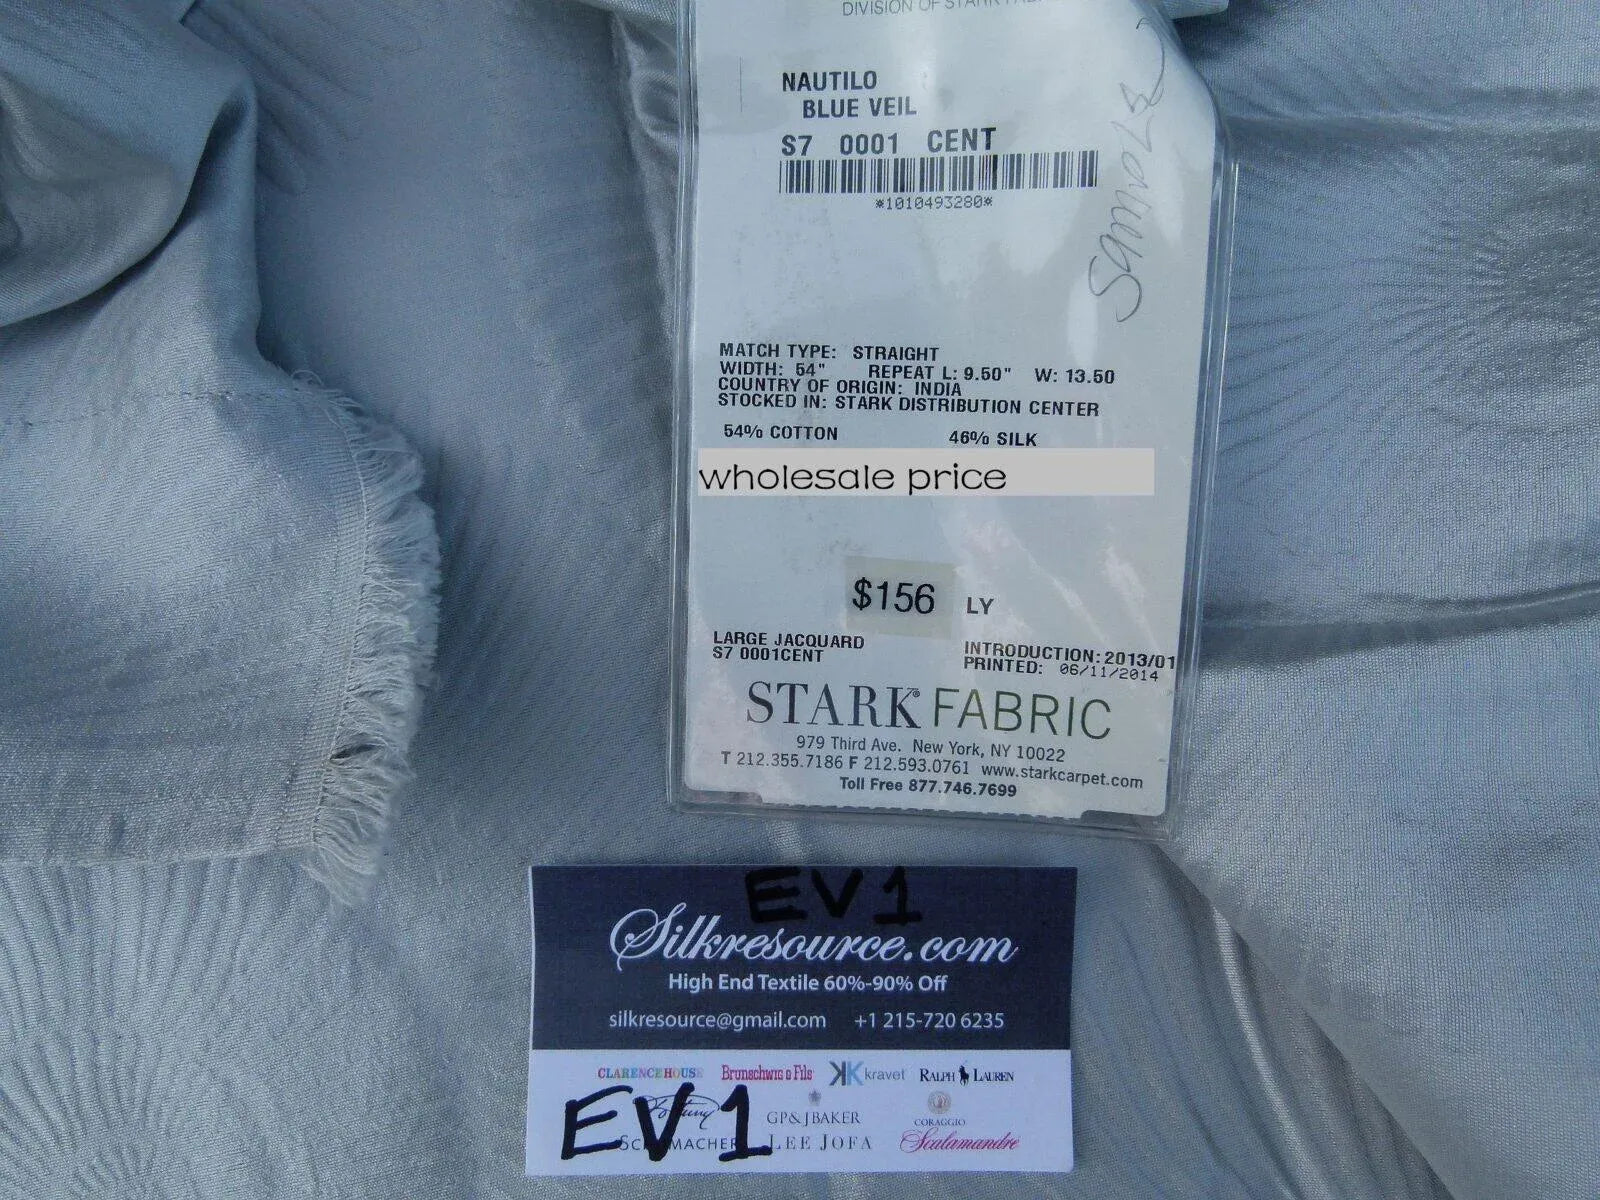 DIVISION OF STARK FABRIC
NAUTILO
BLUE VEIL
S7 0001 CENT
*1010493280*
Sample
MATCH TYPE: STRAIGHT
WIDTH: 54" REPEAT L: 9.50" W: 13.50
COUNTRY OF ORIGIN: INDIA
STOCKED IN: STARK DISTRIBUTION CENTER
54% COTTON 46% SILK
wholesale price
$156 LY
LARGE JACQUARD
S7 0001CENT
INTRODUCTION: 2013/01
PRINTED: 06/11/2014
STARK® FABRIC
979 Third Ave. New York, NY 10022
T 212.355.7186 F 212.593.0761 www.starkcarpet.com
Toll Free 877.746.7699
EV1
Silkresource.com
High End Textile 60%-90% Off
silkresource@gmail.com +1 215-720 6235
CLARENCE HOUSE Brunschwig & Fils kravet RALPH LAUREN
Fortuny GP&JBAKER CORAGGIO
EV1
SCHUMACHER LEE JOFA Scalamandré